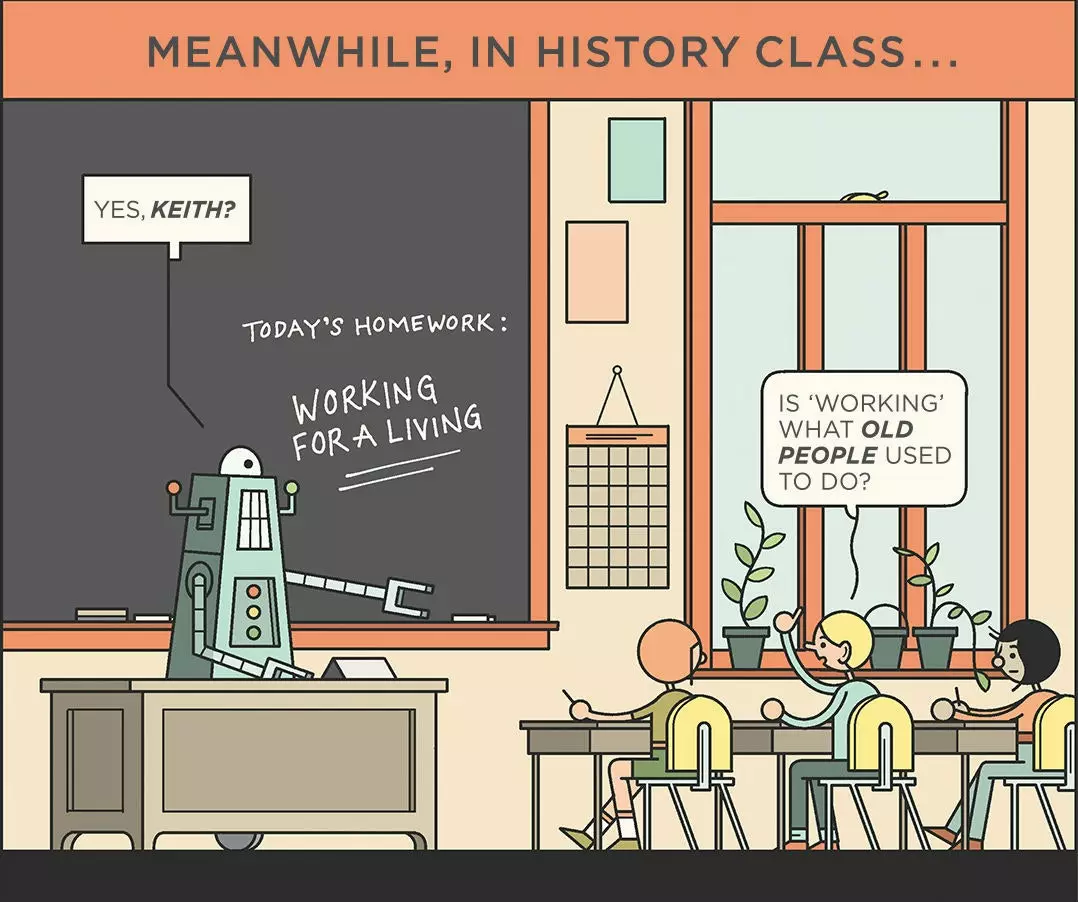 MEANWHILE, IN HISTORY CLASS...
YES, KEITH?
TODAY'S HOMEWORK:
WORKING
FOR A LIVING
IS 'WORKING'
WHAT OLD
PEOPLE USED
TO DO?